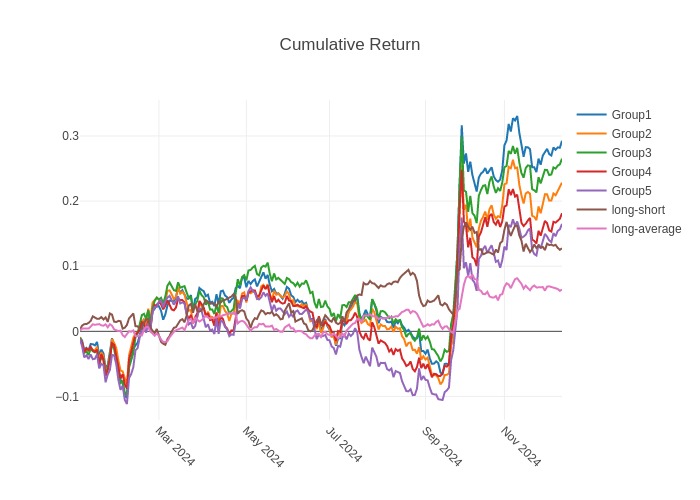 Cumulative Return
0.3
0.2
0.1
0
−0.1
Mar 2024
May 2024
Jul 2024
Sep 2024
Nov 2024
Group1
Group2
Group3
Group4
Group5
long-short
long-average